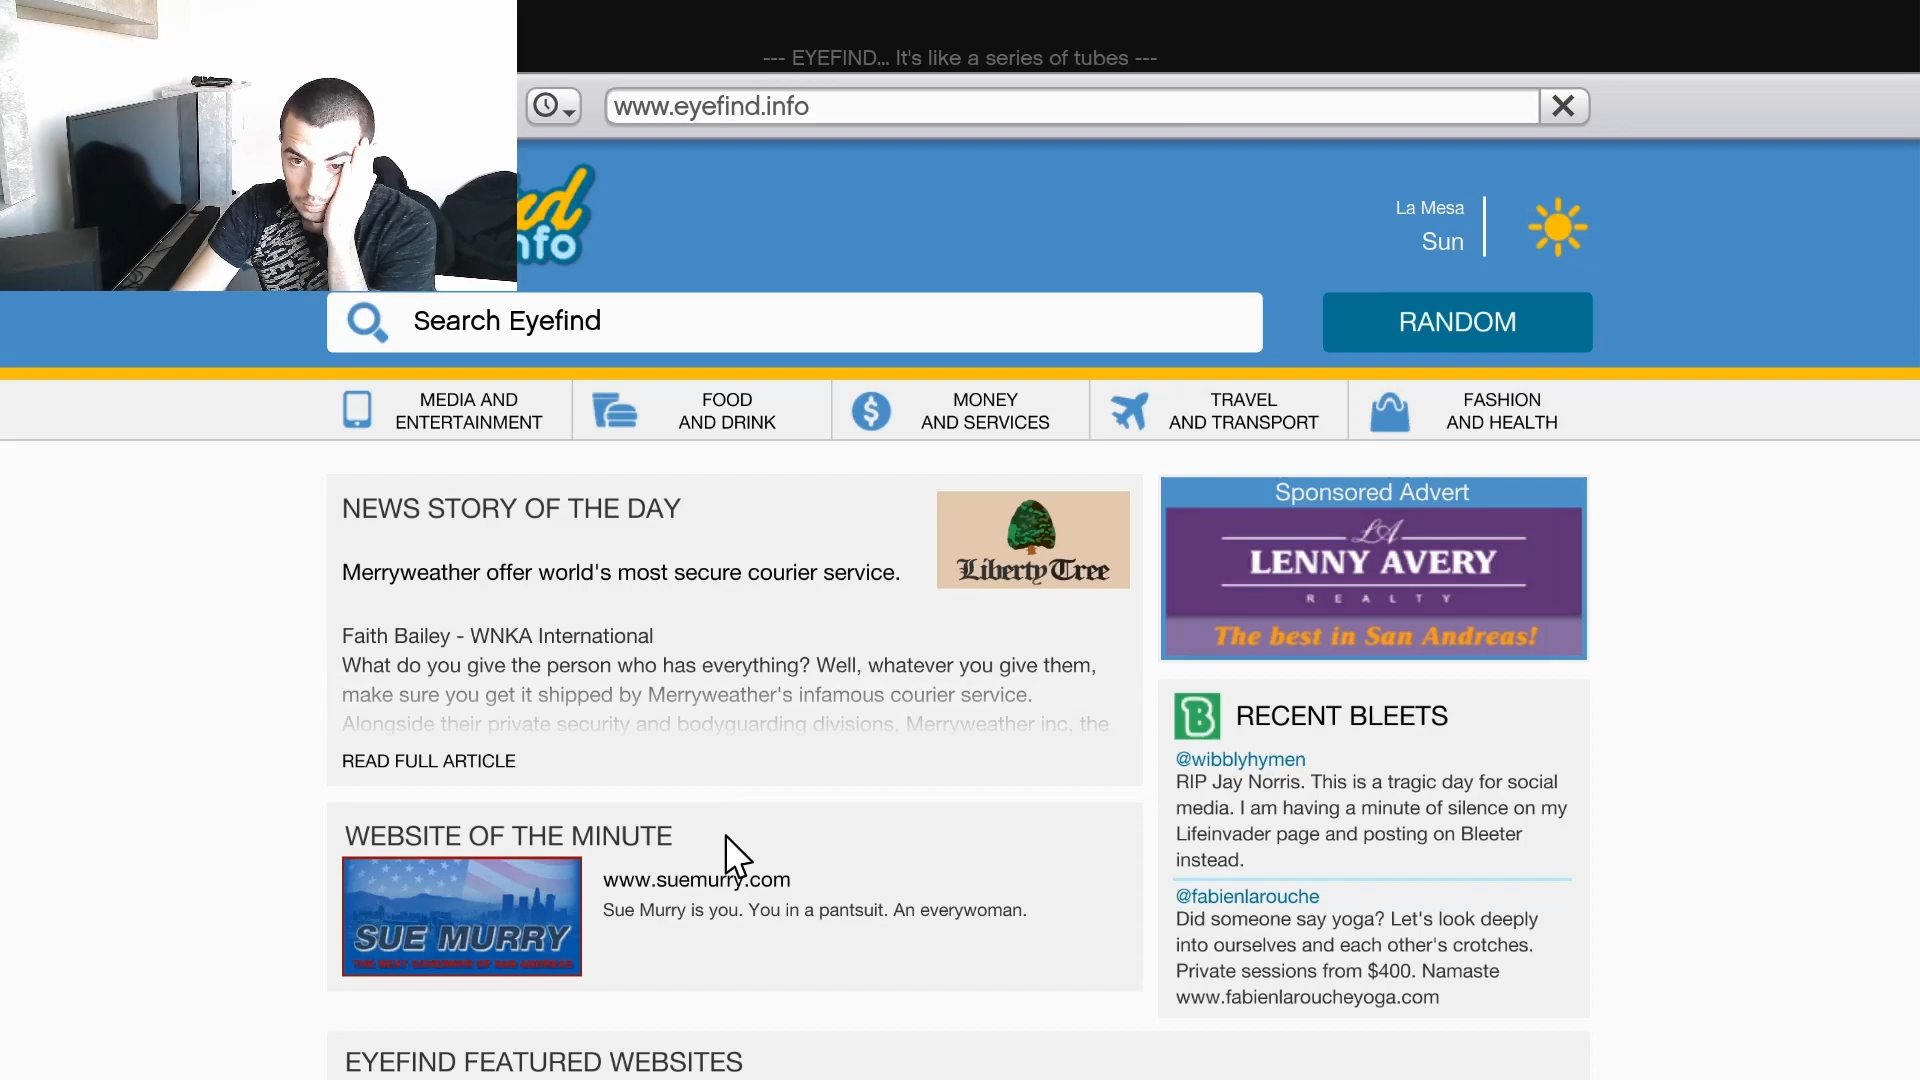 --- EYEFIND... It's like a series of tubes ---
www.eyefind.info
nd
nfo
La Mesa
Sun
Search Eyefind
RANDOM
MEDIA AND
ENTERTAINMENT
FOOD
AND DRINK
MONEY
AND SERVICES
TRAVEL
AND TRANSPORT
FASHION
AND HEALTH
NEWS STORY OF THE DAY
Liberty Tree
Merryweather offer world's most secure courier service.
Faith Bailey - WNKA International
What do you give the person who has everything? Well, whatever you give them,
make sure you get it shipped by Merryweather's infamous courier service.
Alongside their private security and bodyguarding divisions, Merryweather inc, the
READ FULL ARTICLE
WEBSITE OF THE MINUTE
SUE MURRY
www.suemurry.com
Sue Murry is you. You in a pantsuit. An everywoman.
Sponsored Advert
LA
LENNY AVERY
REALTY
The best in San Andreas!
B
RECENT BLEETS
@wibblyhymen
RIP Jay Norris. This is a tragic day for social
media. I am having a minute of silence on my
Lifeinvader page and posting on Bleeter
instead.
@fabienlarouche
Did someone say yoga? Let's look deeply
into ourselves and each other's crotches.
Private sessions from $400. Namaste
www.fabienlaroucheyoga.com
EYEFIND FEATURED WEBSITES